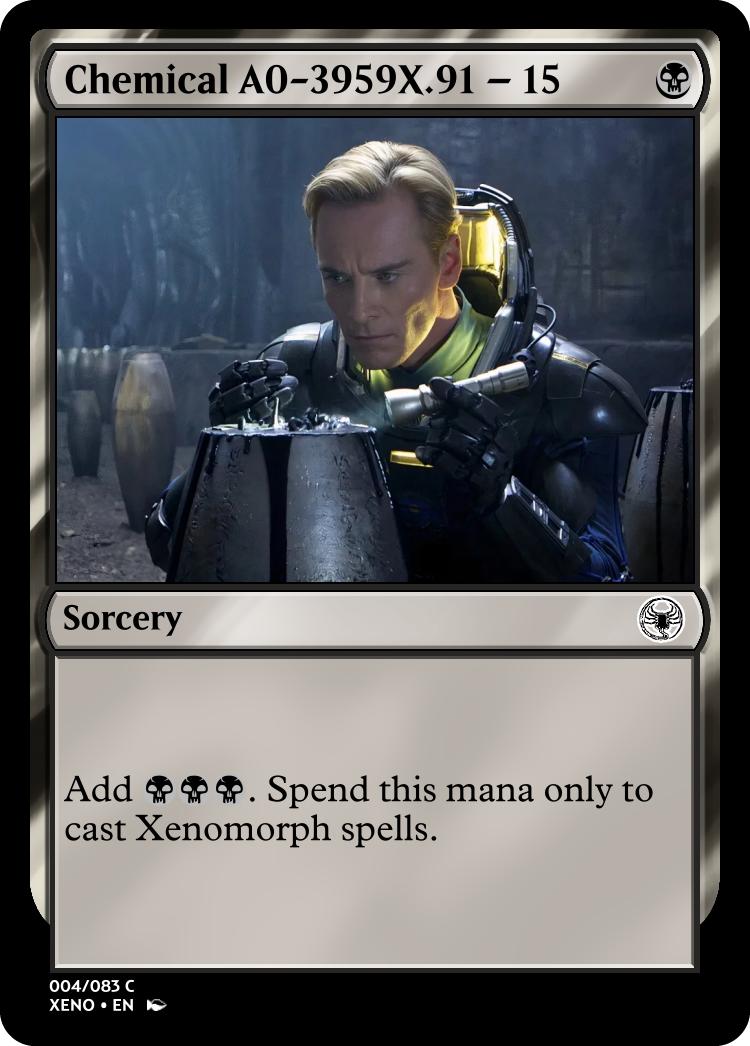 Chemical A0-3959X.91 – 15
Sorcery
Add. Spend this mana only to
cast Xenomorph spells.
004/083 C
XENO • EN